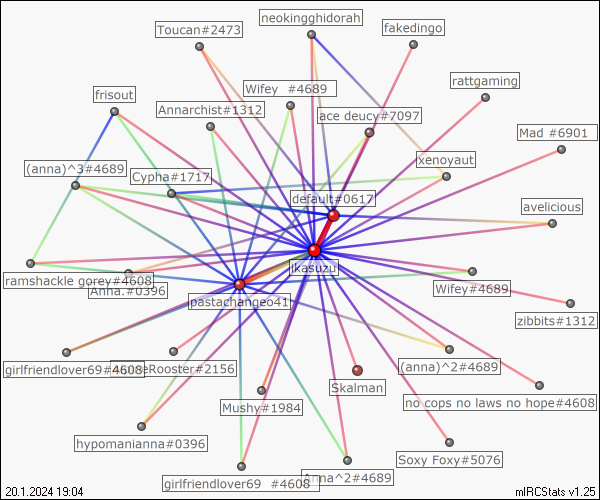 neokingghidorah
Toucan#2473
fakedingo
rattgaming
Wifey  #4689
frisout
Annarchist#1312
ace deucy#7097
Mad #6901
xenoyaut
(anna)^3#4689
Cypha#1717
default#0617
avelicious
ikasuzu
ramshackle gorey#4608
Anna.#0396
Wifey#4689
pastachangeo41
zibbits#1312
girlfriendlover69#4608
Rooster#2156
(anna)^2#4689
Skalman
Mushy#1984
no cops no laws no hope#4608
hypomanianna#0396
Soxy Foxy#5076
girlfriendlover69  #4608
Anna^2#4689
20.1.2024 19:04
mIRCStats v1.25